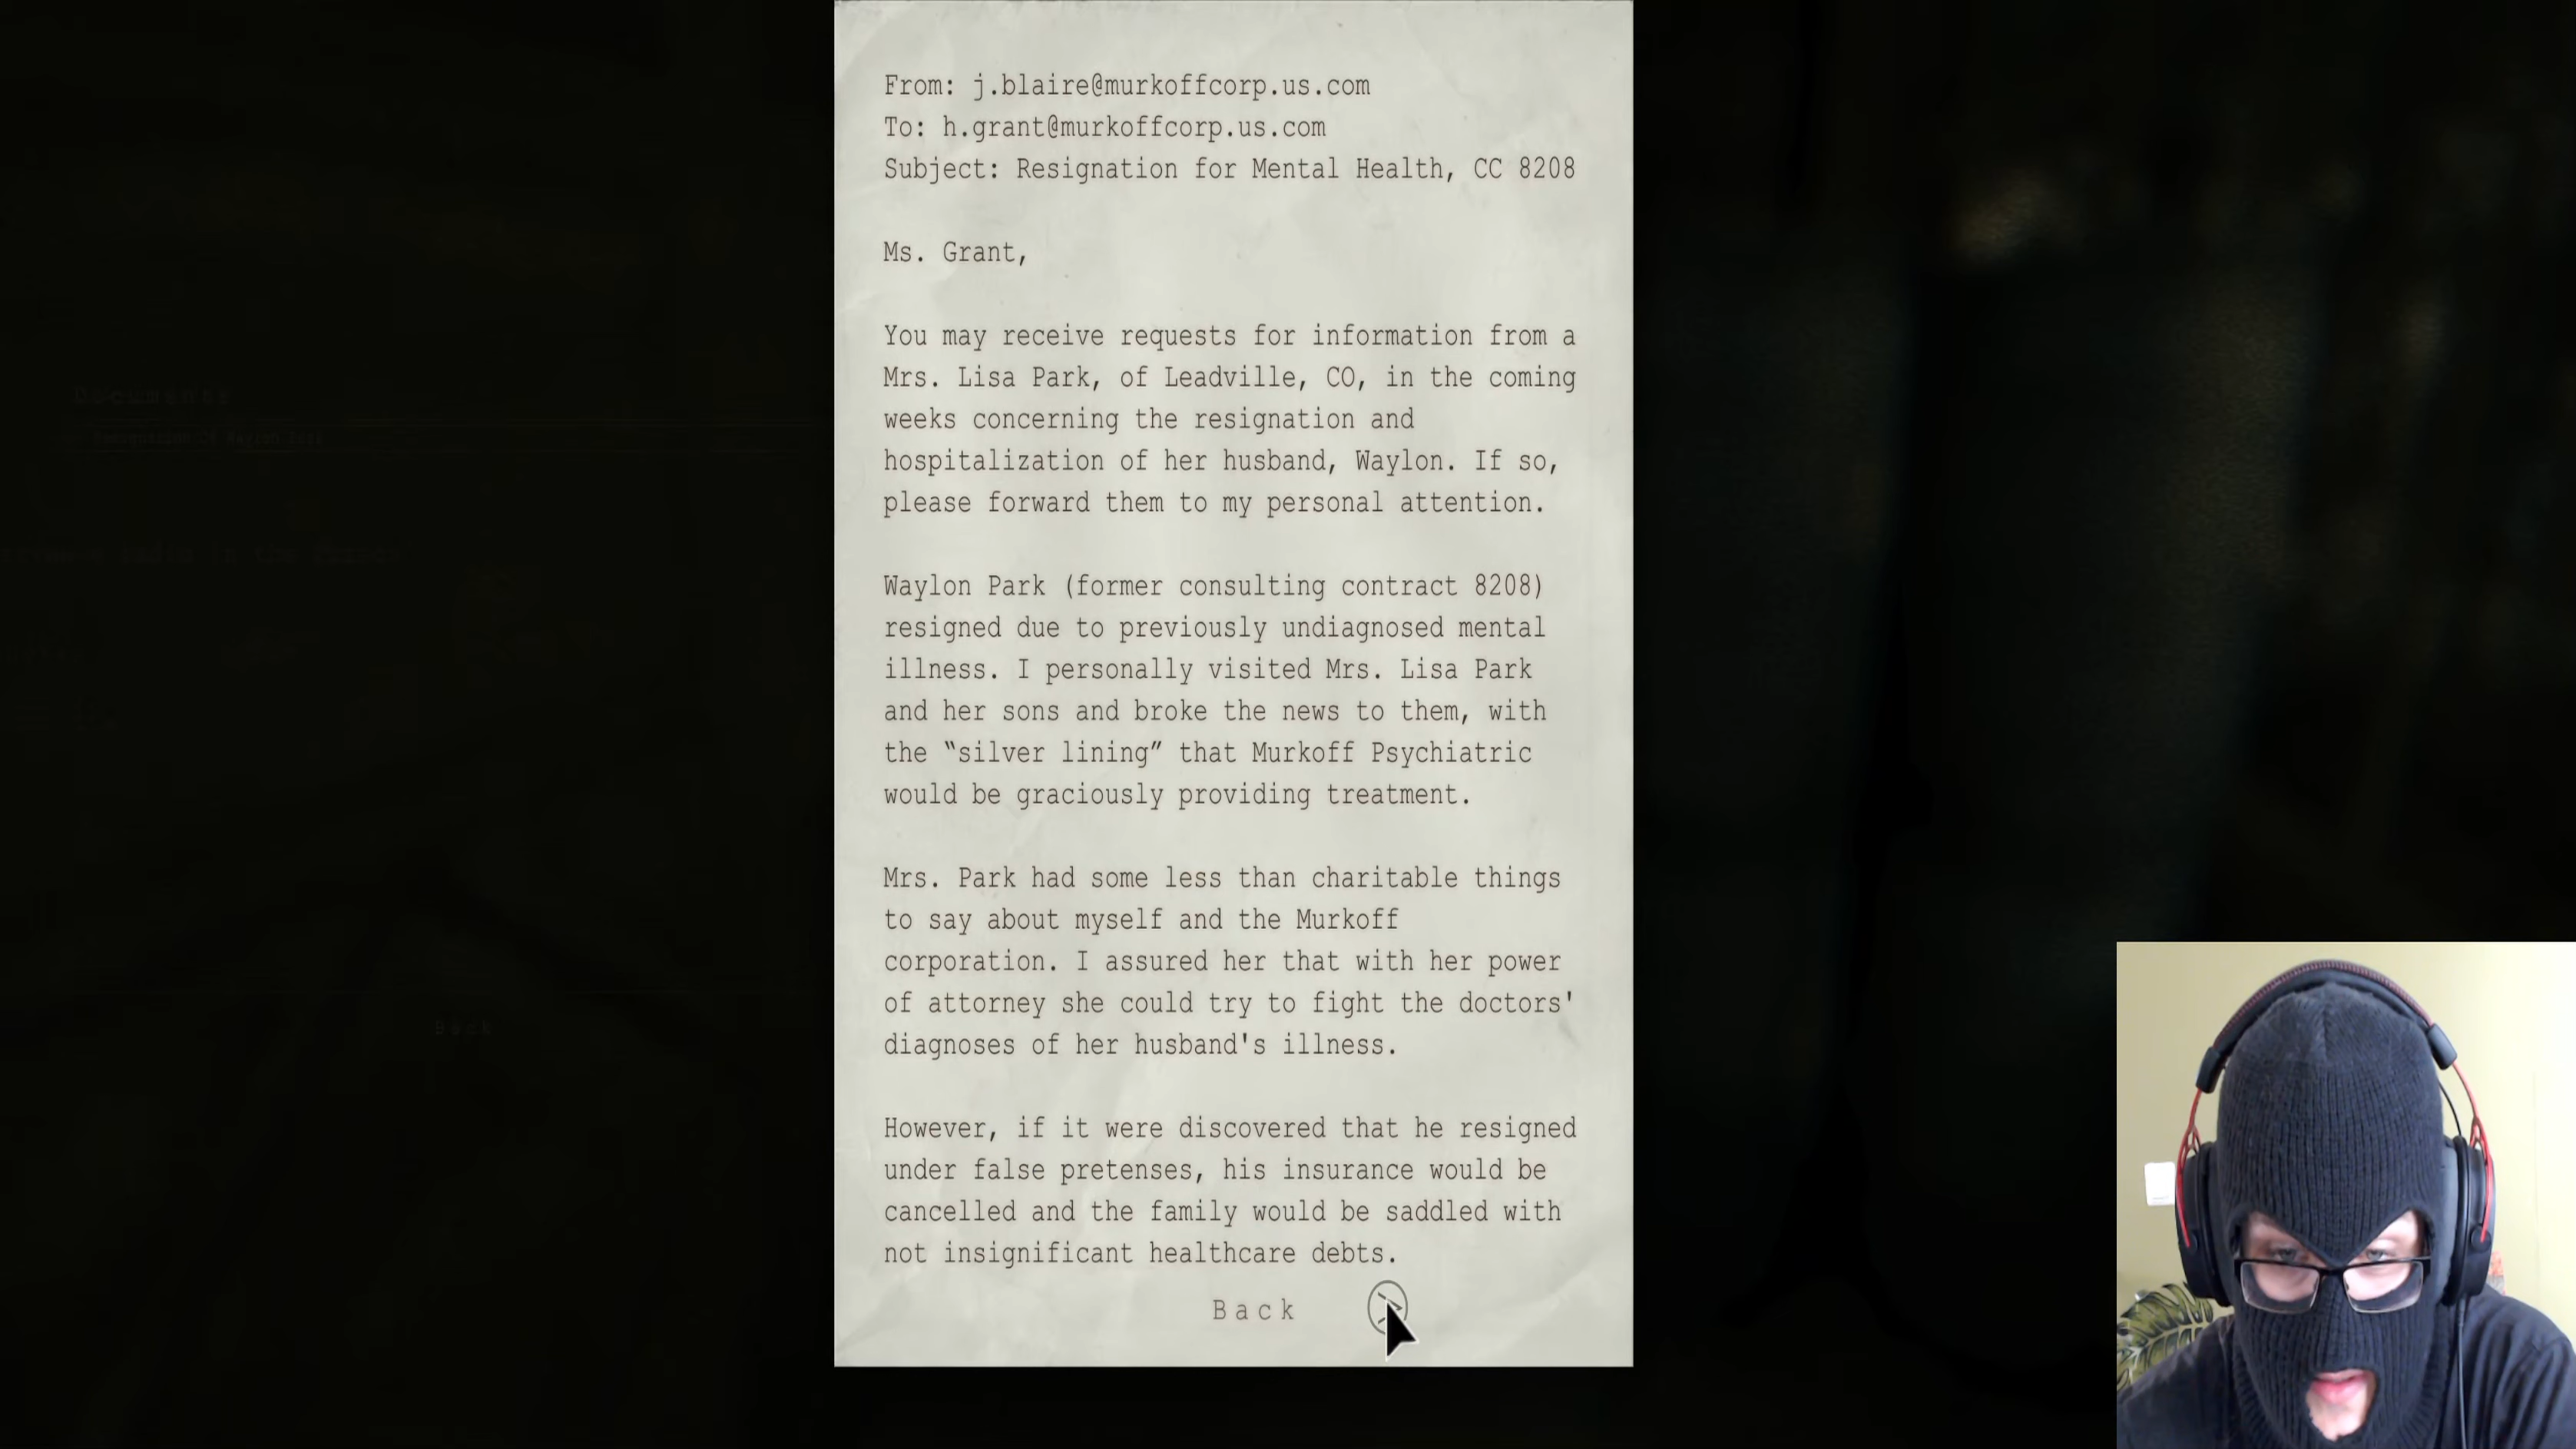 From: j.blaire@murkoffcorp.us.com
To: h.grant@murkoffcorp.us.com
Subject: Resignation for Mental Health, CC 8208
Ms. Grant,
You may receive requests for information from a
Mrs. Lisa Park, of Leadville, CO, in the coming
weeks concerning the resignation and
hospitalization of her husband, Waylon. If so,
please forward them to my personal attention.
Waylon Park (former consulting contract 8208)
resigned due to previously undiagnosed mental
illness. I personally visited Mrs. Lisa Park
and her sons and broke the news to them, with
the “silver lining” that Murkoff Psychiatric
would be graciously providing treatment.
Mrs. Park had some less than charitable things
to say about myself and the Murkoff
corporation. I assured her that with her power
of attorney she could try to fight the doctors'
diagnoses of her husband's illness.
However, if it were discovered that he resigned
under false pretenses, his insurance would be
cancelled and the family would be saddled with
not insignificant healthcare debts.
Back
Documents
Back